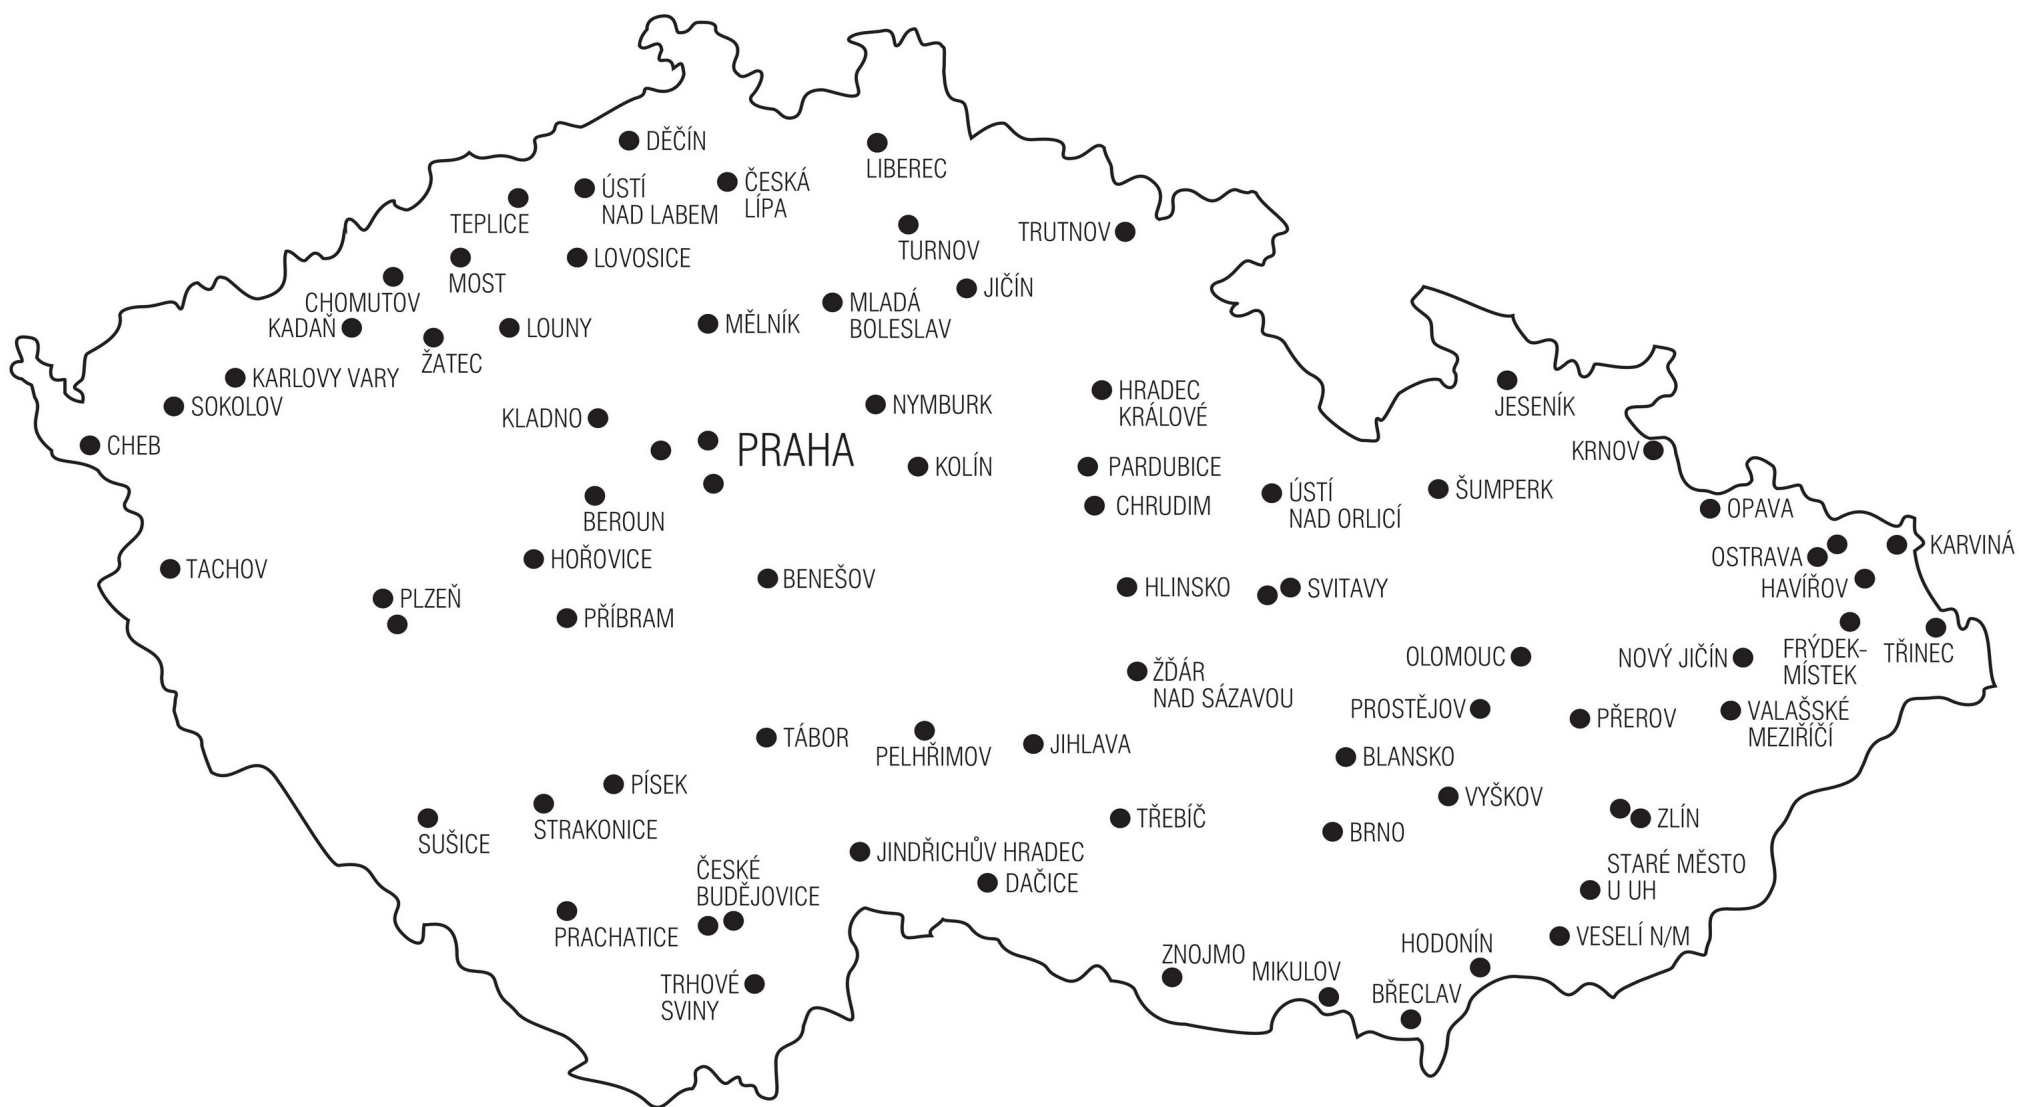 DĚČÍN
LIBEREC
ÚSTÍ
NAD LABEM
ČESKÁ
LÍPA
TEPLICE
TURNOV
TRUTNOV
LOVOSICE
MOST
CHOMUTOV
JIČÍN
MLADÁ
BOLESLAV
KADAŇ
LOUNY
MĚLNÍK
ŽATEC
KARLOVY VARY
SOKOLOV
NYMBURK
HRADEC
KRÁLOVÉ
JESENÍK
KLADNO
CHEB
PRAHA
KRNOV
KOLÍN
PARDUBICE
ÚSTÍ
NAD ORLICÍ
ŠUMPERK
CHRUDIM
OPAVA
BEROUN
KARVINÁ
HOŘOVICE
OSTRAVA
TACHOV
BENEŠOV
HLINSKO
SVITAVY
HAVÍŘOV
PLZEŇ
PŘÍBRAM
OLOMOUC
NOVÝ JIČÍN
FRÝDEK-
MÍSTEK
TŘINEC
ŽĎÁR
NAD SÁZAVOU
PROSTĚJOV
PŘEROV
VALAŠSKÉ
MEZIŘÍČÍ
TÁBOR
PELHŘIMOV
JIHLAVA
BLANSKO
PÍSEK
VYŠKOV
STRAKONICE
SUŠICE
TŘEBÍČ
BRNO
ZLÍN
JINDŘICHŮV HRADEC
DAČICE
STARÉ MĚSTO
U UH
ČESKÉ
BUDĚJOVICE
PRACHATICE
VESELÍ N/M
HODONÍN
ZNOJMO
MIKULOV
BŘECLAV
TRHOVÉ
SVINY